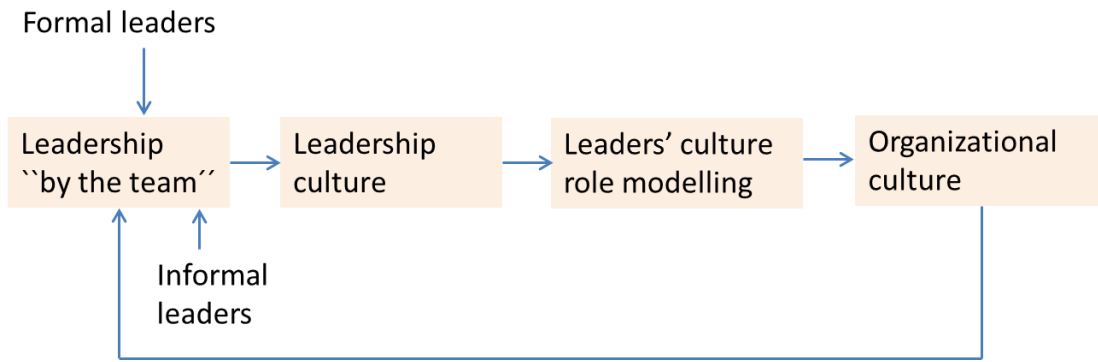 Formal leaders
Leadership
``by the team´´
Leadership
culture
Leaders’ culture
role modelling
Organizational
culture
Informal
leaders